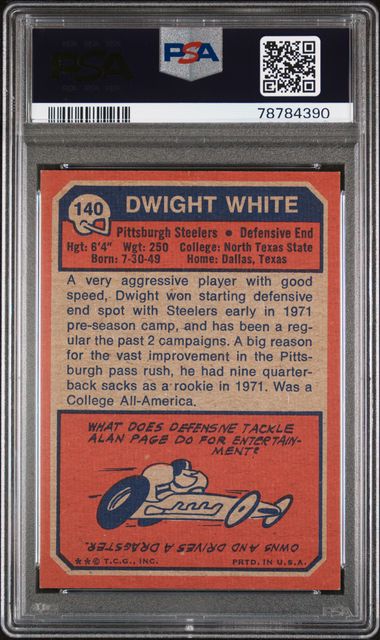 PSA
PSA
78784390
140
DWIGHT WHITE
Pittsburgh Steelers • Defensive End
Hgt: 6'4" Wgt: 250 College: North Texas State
Born: 7-30-49 Home: Dallas, Texas
A very aggressive player with good
speed, Dwight won starting defensive
end spot with Steelers early in 1971
pre-season camp, and has been a reg-
ular the past 2 campaigns. A big reason
for the vast improvement in the Pitts-
burgh pass rush, he had nine quarter-
back sacks as a rookie in 1971. Was a
College All-America.
WHAT DOES DEFENSIVE TACKLE
ALAN PAGE DO FOR ENTERTAIN-
MENT?
OWNS AND DRIVES A DRAGSTER.
**© T.C.G., INC. PRTD. IN U.S.A.